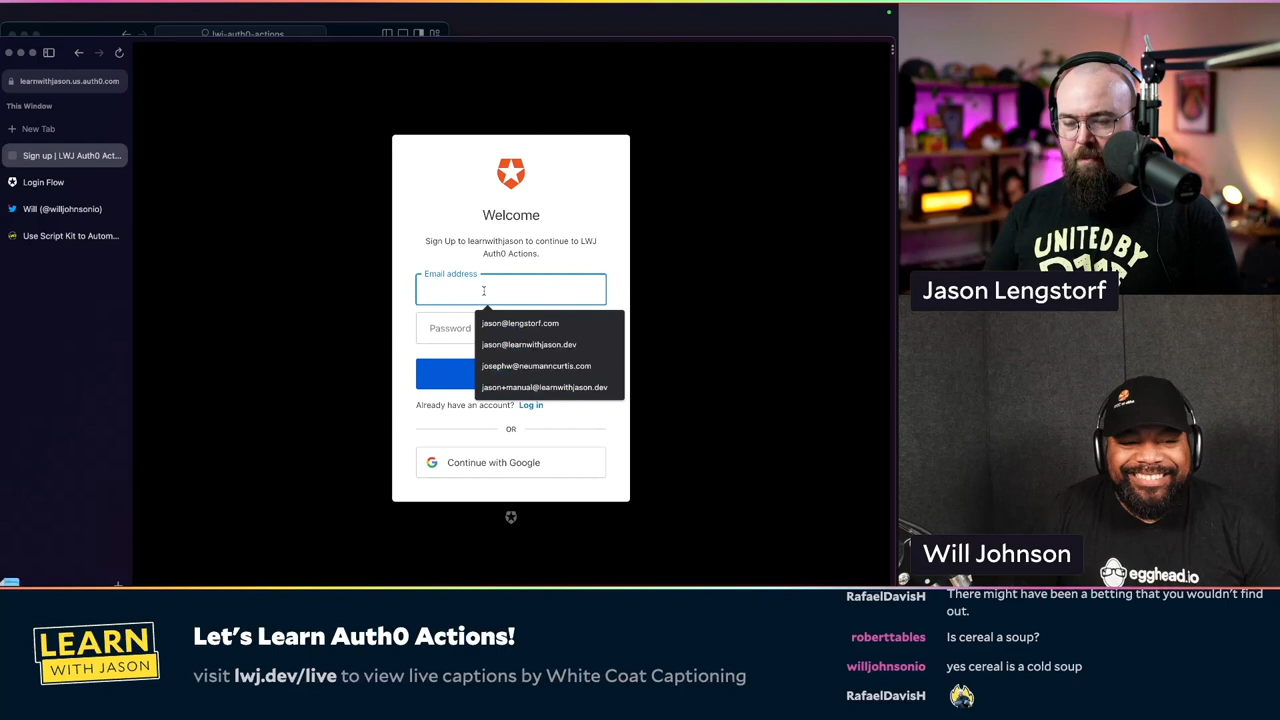 lwj-auth0-actions
learnwithjason.us.auth0.com
This Window
New Tab
Sign up | LWJ Auth0 Act...
Login Flow
Will (@willjohnsonio)
Use Script Kit to Autom...
Welcome
Sign Up to learnwithjason to continue to LWJ
Auth0 Actions.
Email address
Password
jason@lengstorf.com
jason@learnwithjason.dev
josephw@neumanncurtis.com
jason+manual@learnwithjason.dev
Already have an account? Log in
OR
Continue with Google
UNITED BY
Jason Lengstorf
egghead.io
Will Johnson
LEARN
WITH JASON
Let's Learn Auth0 Actions!
visit lwj.dev/live to view live captions by White Coat Captioning
RafaelDavisH There might have been a betting that you wouldn't find
out.
roberttables Is cereal a soup?
willjohnsonio yes cereal is a cold soup
RafaelDavisH